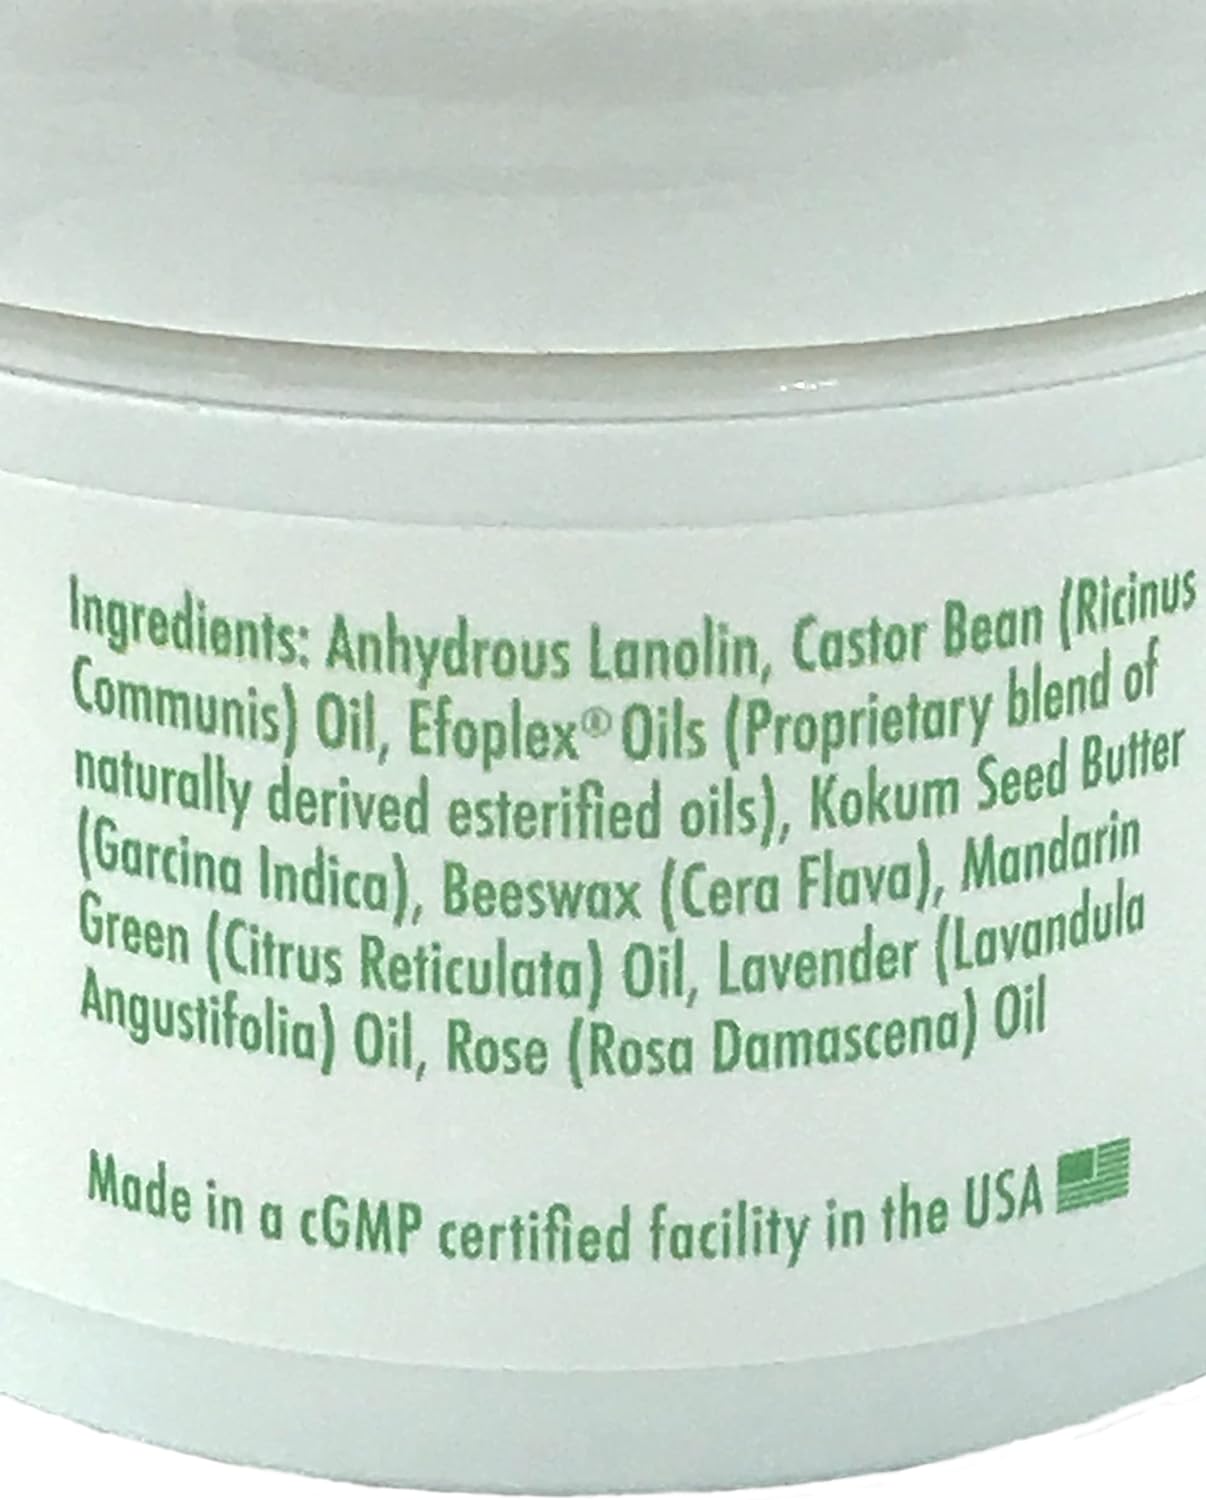 Ingredients: Anhydrous Lanolin, Castor Bean (Ricinus
Communis) Oil, Efoplex® Oils (Proprietary blend of
naturally derived esterified oils), Kokum Seed Butter
(Garcina Indica), Beeswax (Cera Flava), Mandarin
Green (Citrus Reticulata) Oil, Lavender (Lavandula
Angustifolia) Oil, Rose (Rosa Damascena) Oil
Made in a cGMP certified facility in the USA